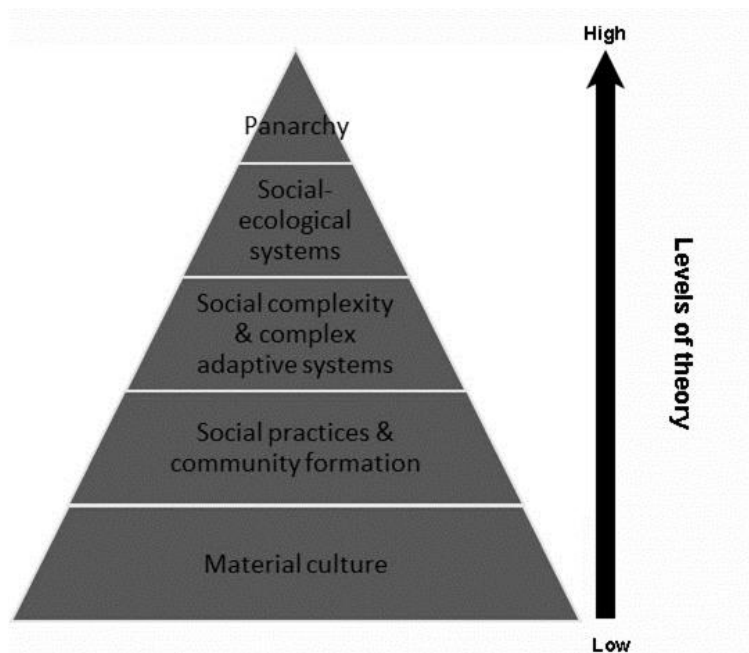 High
Panarchy
Social-
ecological
systems
Social complexity
& complex
adaptive systems
Social practices &
community formation
Material culture
Levels of theory
Low